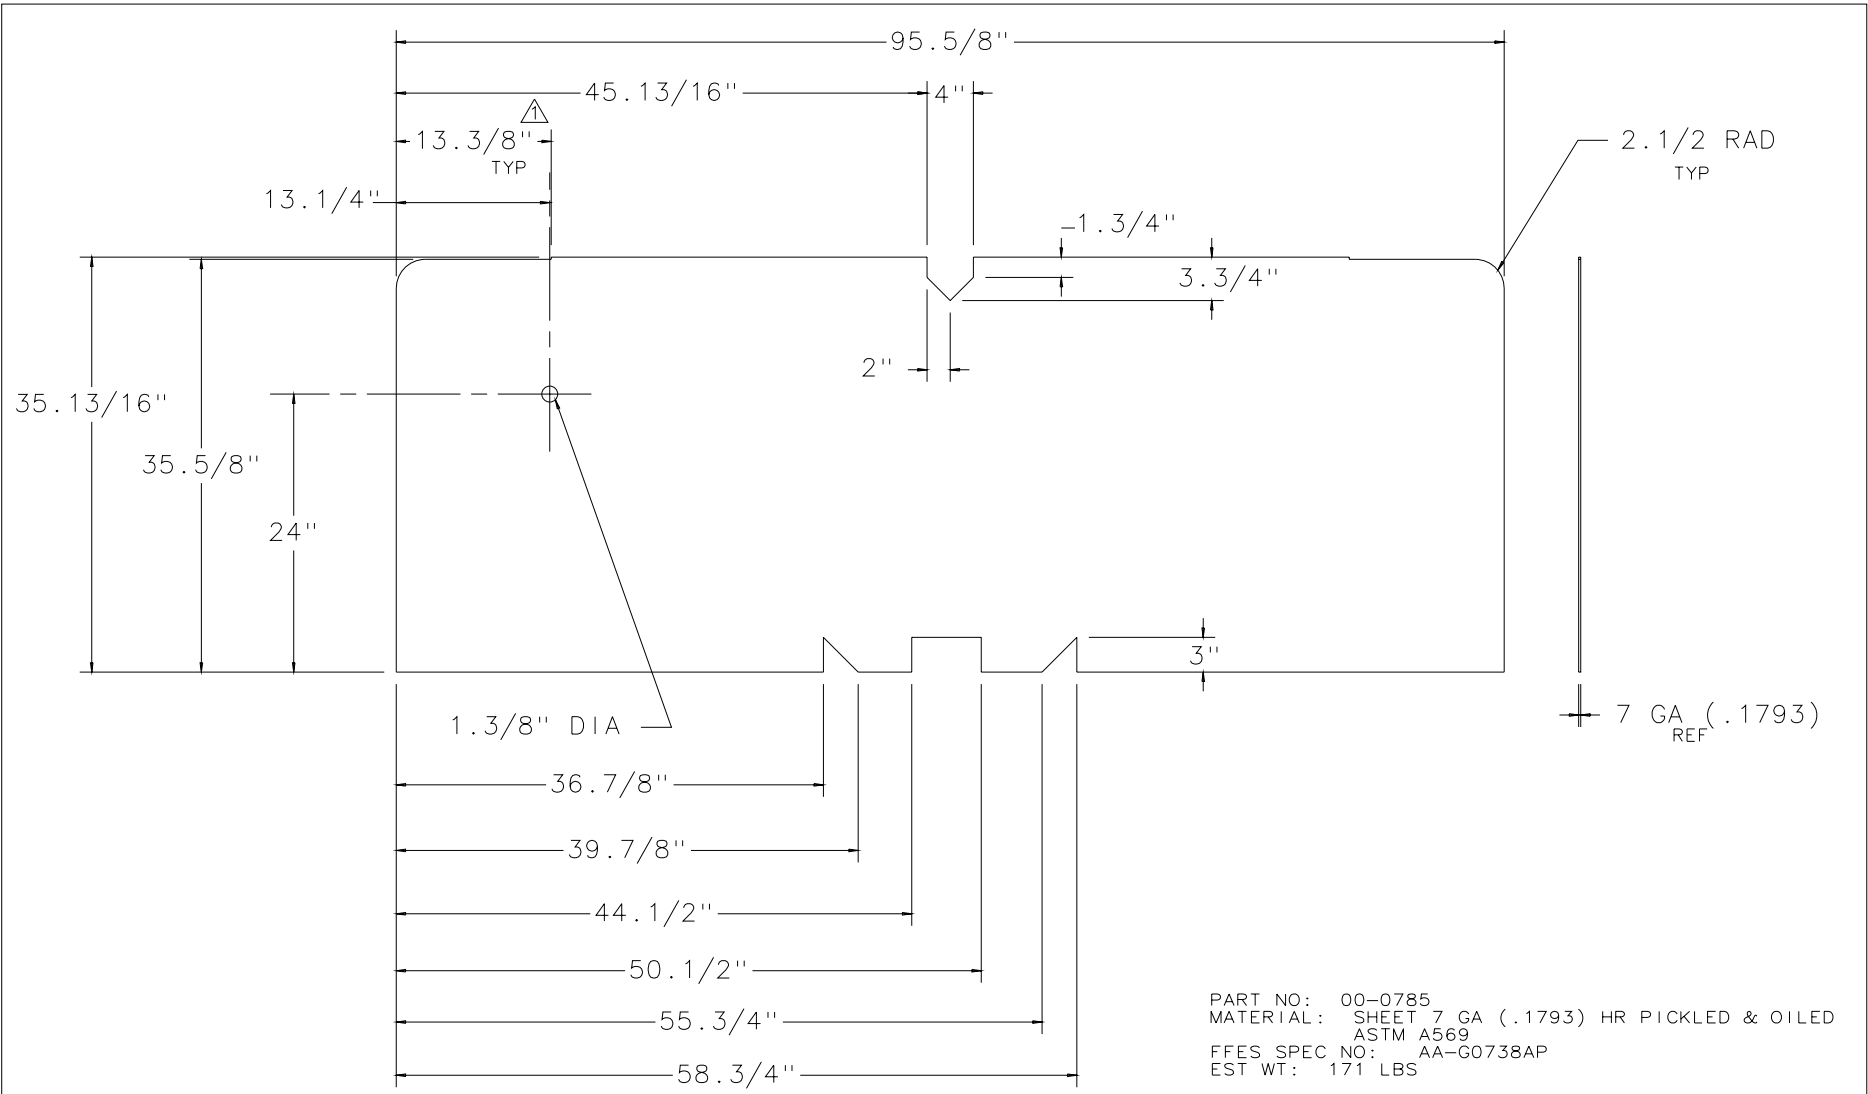 95.5/8"
45.13/16"
4"
1
13.3/8"
TYP
2.1/2 RAD
TYP
13.1/4"
1.3/4"
3.3/4"
2"
35.13/16"
35.5/8"
24"
3"
1.3/8" DIA
7 GA (.1793)
REF
36.7/8"
39.7/8"
44.1/2"
50.1/2"
55.3/4"
58.3/4"
PART NO: 00-0785
MATERIAL: SHEET 7 GA (.1793) HR PICKLED & OILED
ASTM A569
FFES SPEC NO: AA-G0738AP
EST WT: 171 LBS